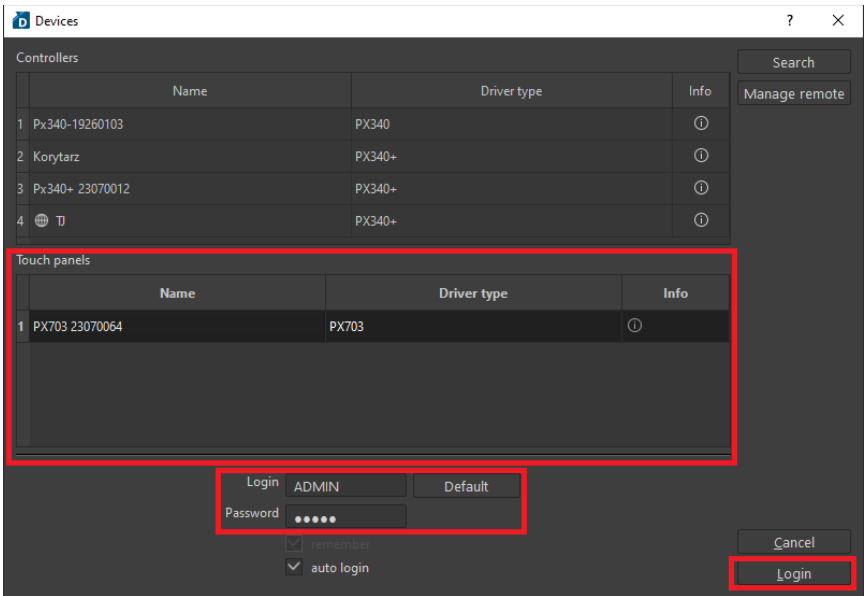 Devices
Controllers
Search
Manage remote
Name Driver type Info
1 Px340-19260103 PX340
2 Korytarz PX340+
3 Px340+ 23070012 PX340+
4 TJ PX340+
Touch panels
Name Driver type Info
1 PX703 23070064 PX703
Login ADMIN Default
Password •••••
remember
auto login
Cancel
Login